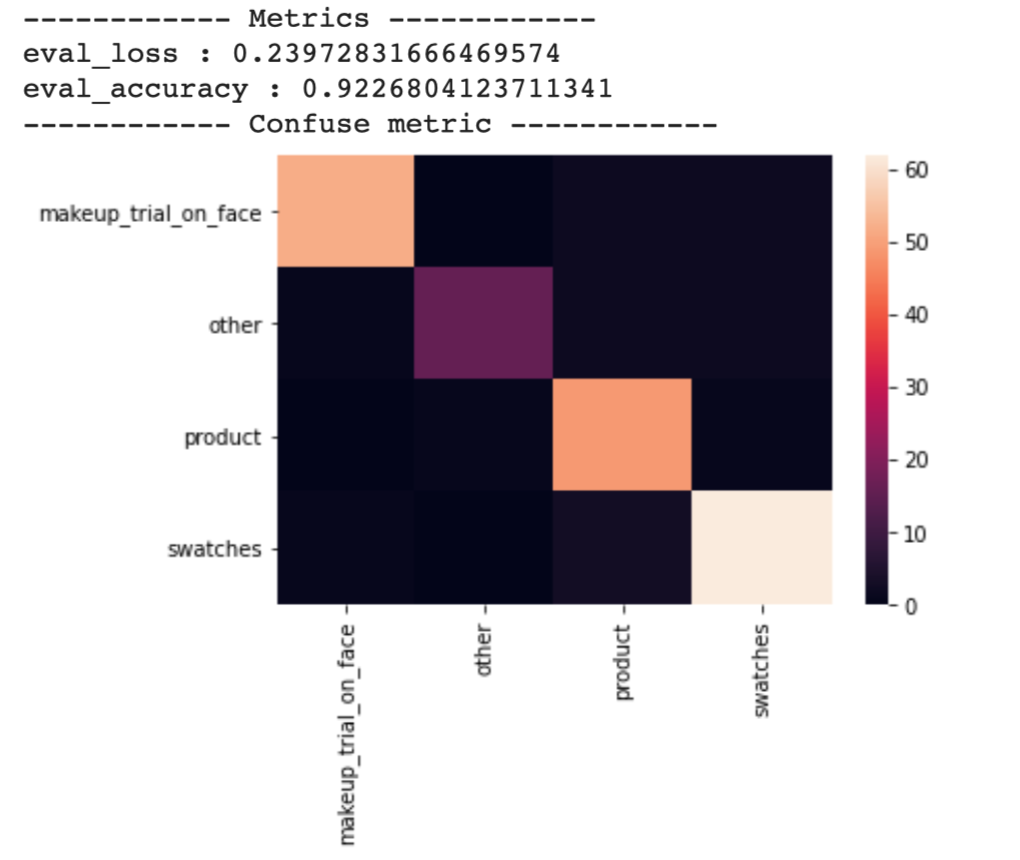 ------------ Metrics ------------
eval_loss : 0.23972831666469574
eval_accuracy : 0.9226804123711341
------------ Confuse metric ------------
makeup_trial_on_face
other
product
swatches
60
50
40
30
20
10
0
makeup_trial_on_face
other
product
swatches